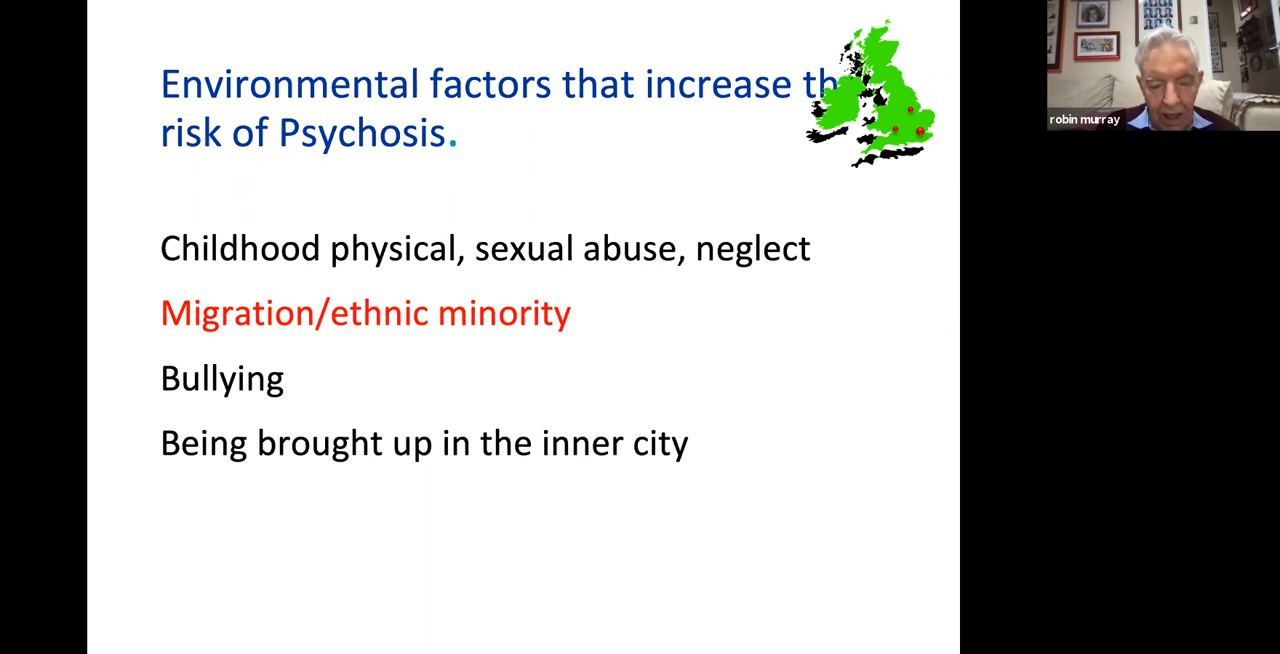 Environmental factors that increase th
risk of Psychosis.
Childhood physical, sexual abuse, neglect
Migration/ethnic minority
Bullying
Being brought up in the inner city
robin murray